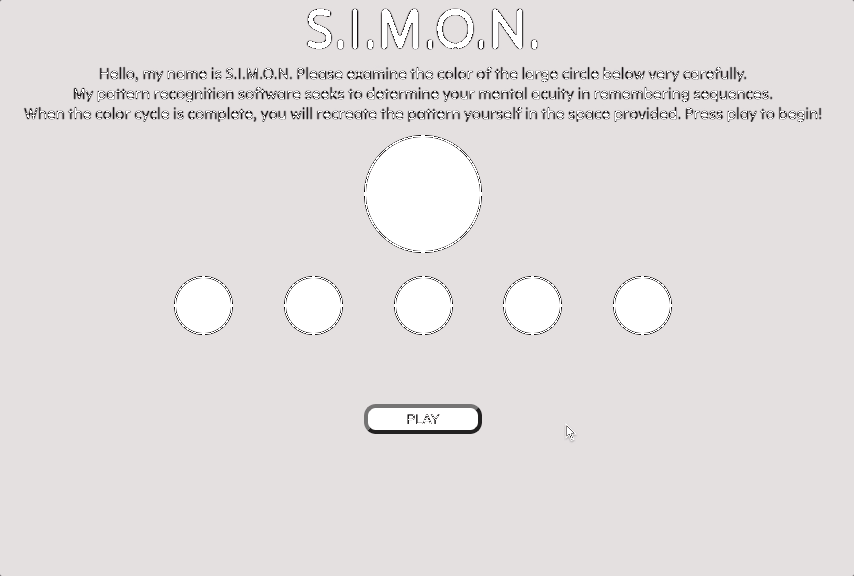 S.I.M.O.N.
Hello, my name is S.I.M.O.N. Please examine the color of the large circle below very carefully.
My pattern recognition software seeks to determine your mental acuity in remembering sequences.
When the color cycle is complete, you will recreate the pattern yourself in the space provided. Press play to begin!
PLAY